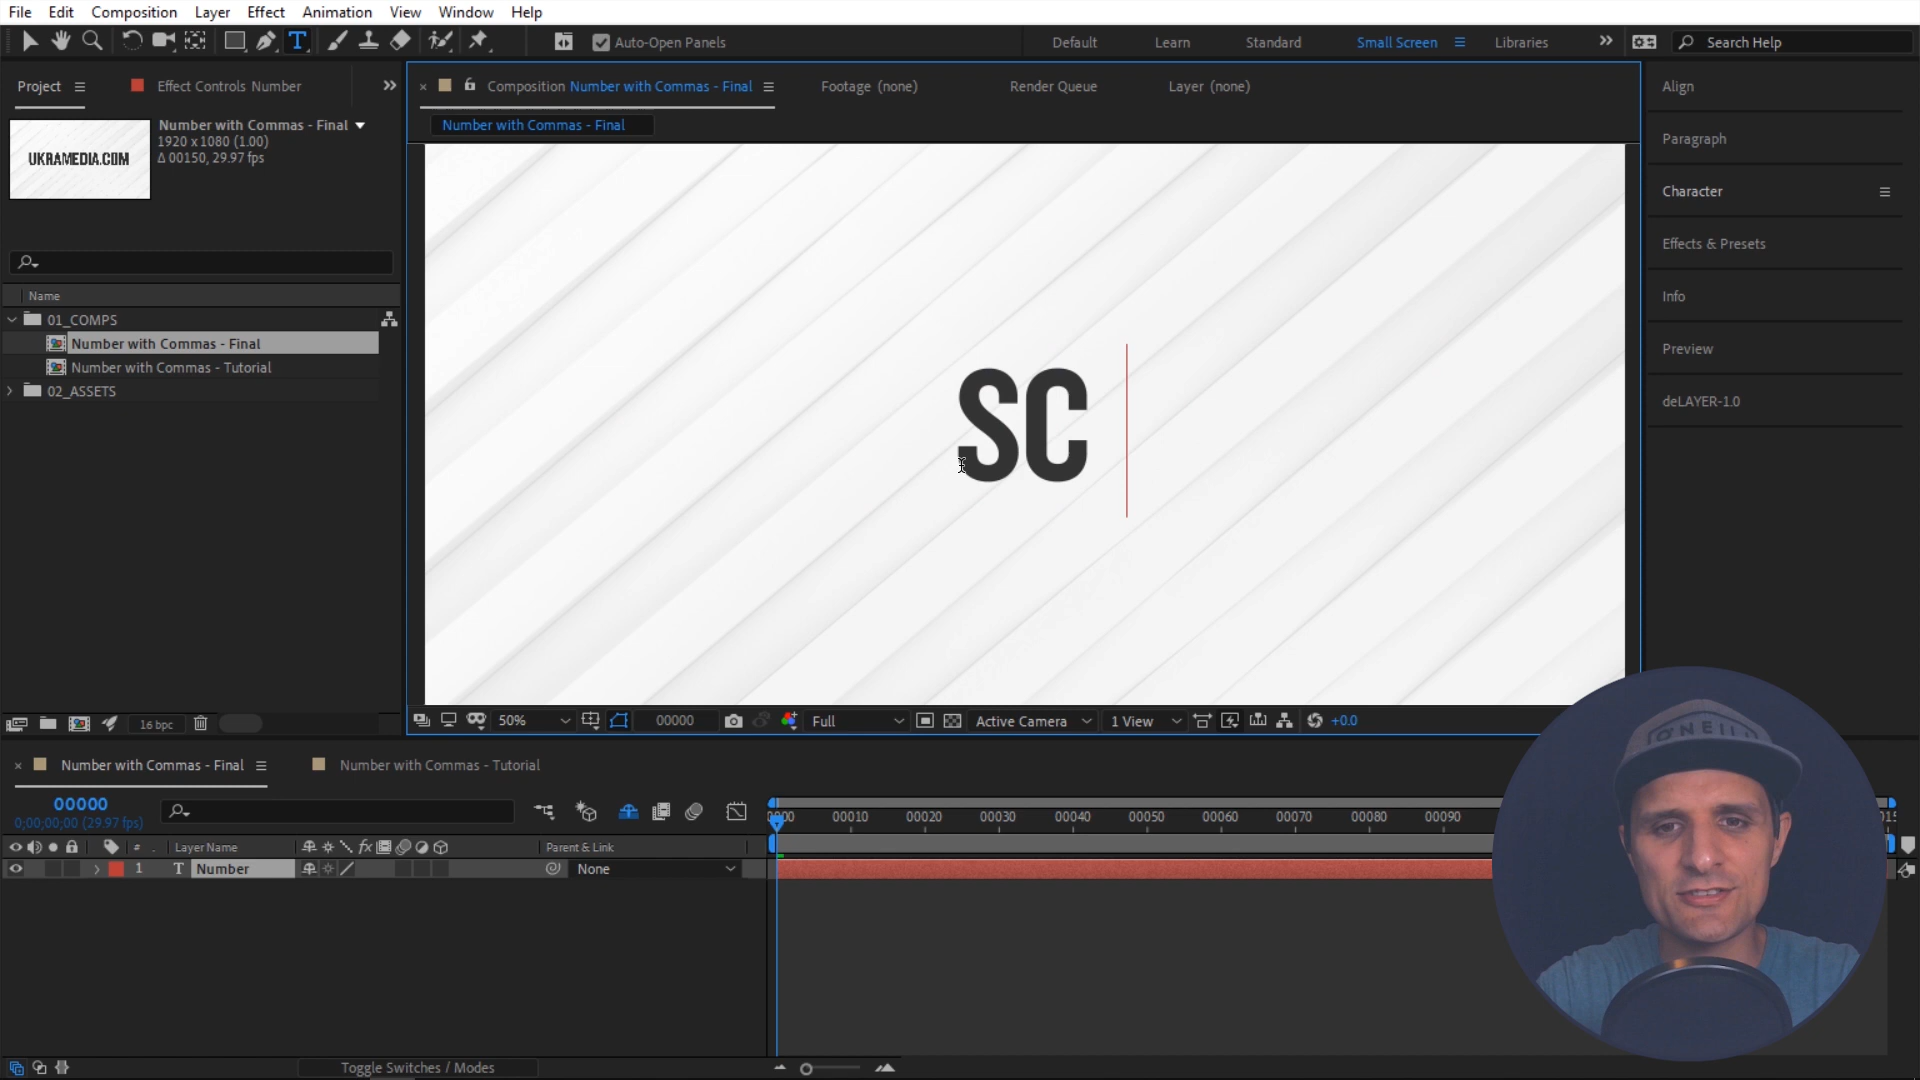 File Edit Composition Layer Effect Animation View Window Help
T Auto-Open Panels Default Learn Standard Small Screen Libraries Search Help
Project Effect Controls Number Composition Number with Commas - Final Footage (none) Render Queue Layer (none) Align
Number with Commas - Final
Number with Commas - Final
1920 x 1080 (1.00)
Δ 00150, 29.97 fps
UKRAMEDIA.COM
Paragraph
Character
Effects & Presets
Info
Preview
deLAYER-1.0
Name
01_COMPS
Number with Commas - Final
Number with Commas - Tutorial
02_ASSETS
SC
O'NEILL
16 bpc 50% 00000 Full Active Camera 1 View +0.0
Number with Commas - Final Number with Commas - Tutorial
00000
0;00;00;00 (29.97 fps)
00010 00020 00030 00040 00050 00060 00070 00080 00090
# Layer Name fx Parent & Link
1 T Number None
Toggle Switches / Modes